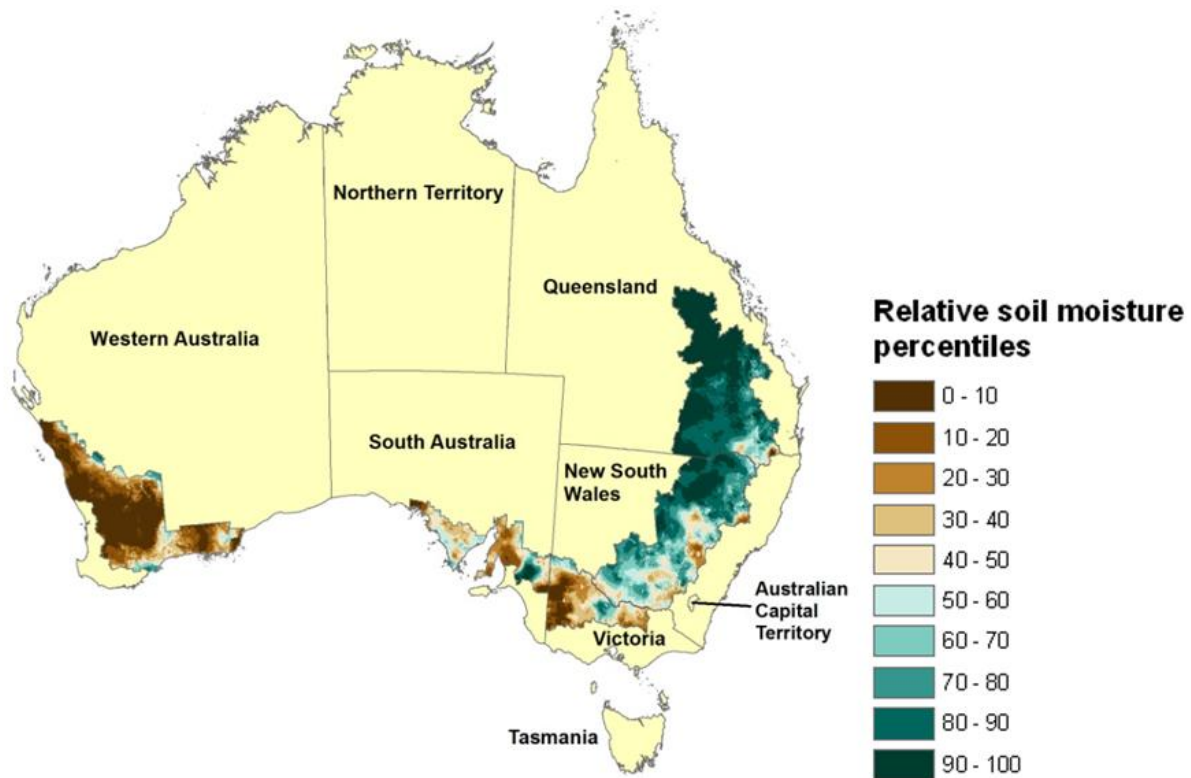 Northern Territory
Queensland
Western Australia
South Australia
New South
Wales
Australian
Capital
Territory
Victoria
Tasmania
Relative soil moisture
percentiles
0 - 10
10 - 20
20 - 30
30 - 40
40 - 50
50 - 60
60 - 70
70 - 80
80 - 90
90 - 100